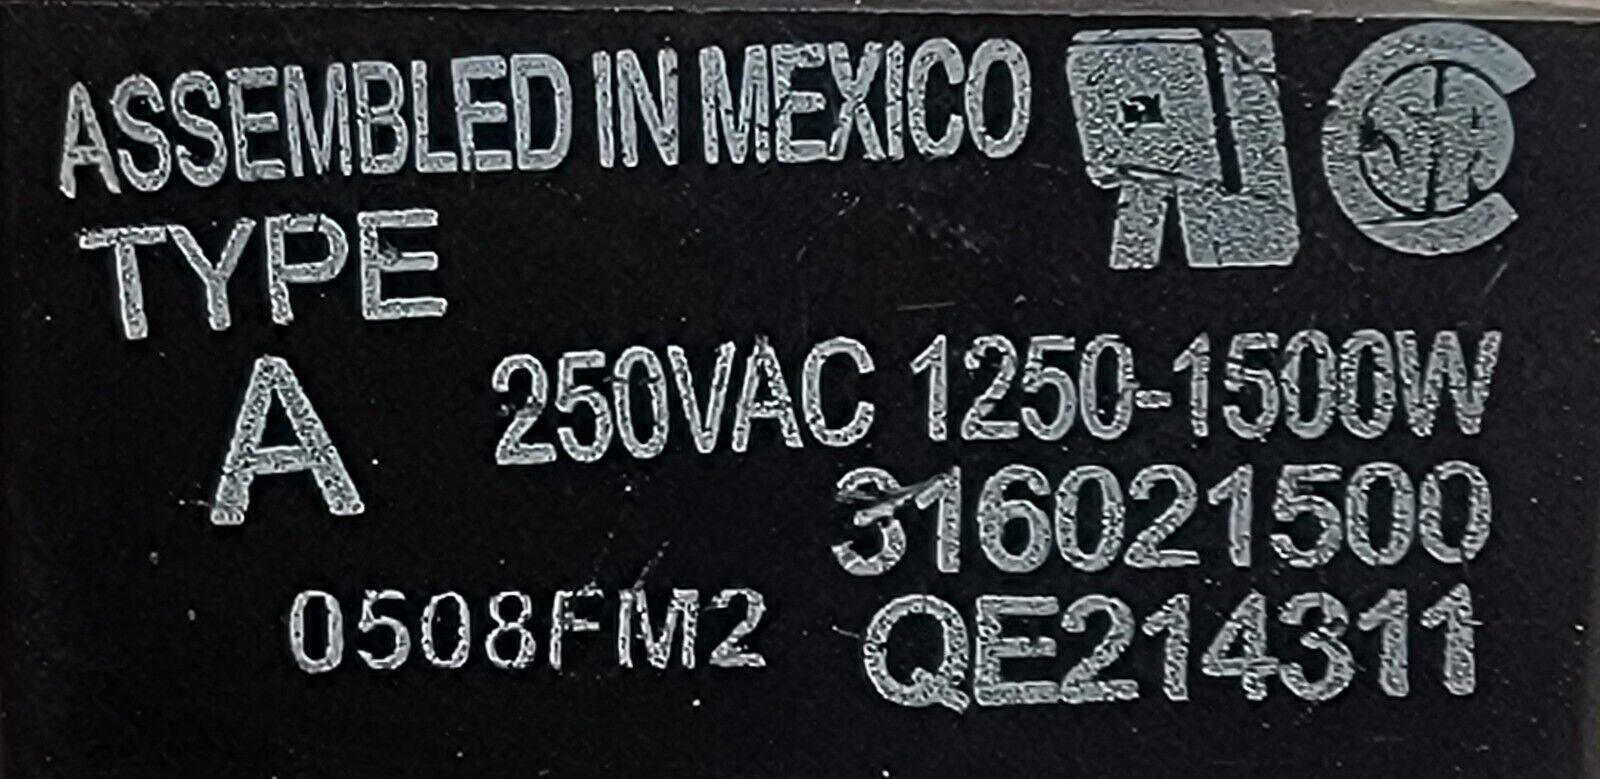 ASSEMBLED IN MEXICO
TYPE
A
250VAC 1250-1500W
316021500
0508FM2
QE214311